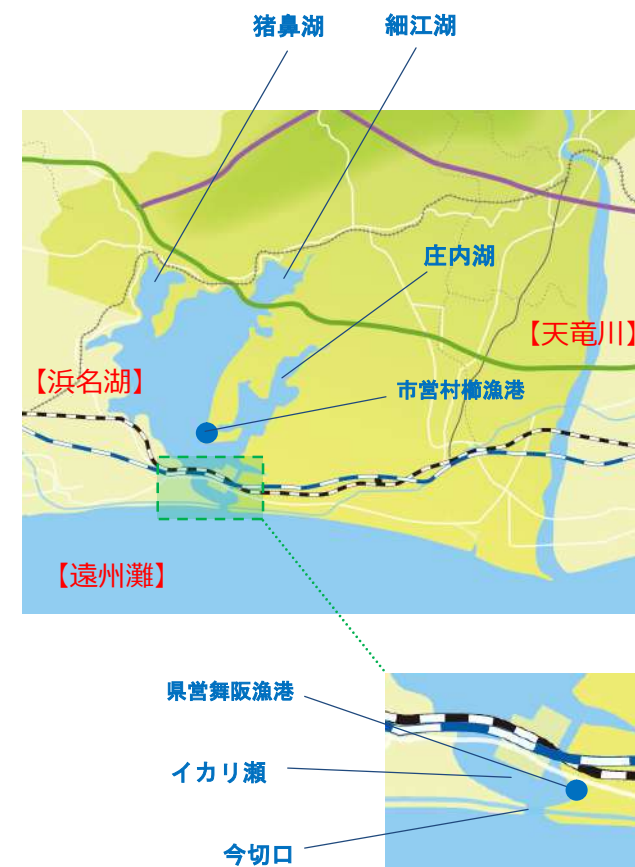 猪鼻湖
細江湖
庄内湖
【天竜川】
【浜名湖】
市営村櫛漁港
【遠州灘】
県営舞阪漁港
イカリ瀬
今切口